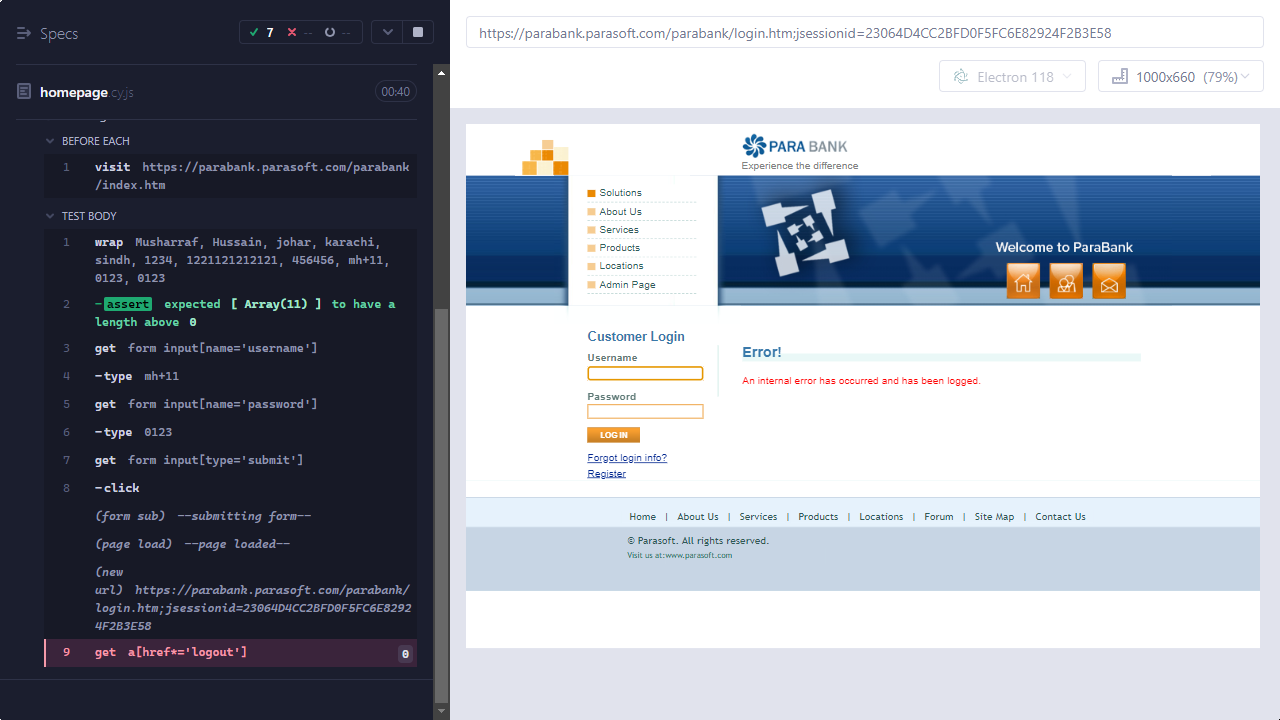 Specs
7
--
--
homepage.cy.js
00:40
BEFORE EACH
1 visit https://parabank.parasoft.com/parabank
/index.htm
TEST BODY
1 wrap Musharraf, Hussain, johar, karachi,
sindh, 1234, 1221121212121, 456456, mh+11,
0123, 0123
2 -assert expected [ Array(11) ] to have a
length above 0
3 get form input[name='username']
4 -type mh+11
5 get form input[name='password']
6 -type 0123
7 get form input[type='submit']
8 -click
(form sub) --submitting form--
(page load) --page loaded--
(new
url) https://parabank.parasoft.com/parabank/
login.htm;jsessionid=23064D4CC2BFD0F5FC6E8292
4F2B3E58
9 get a[href*='logout'] 0
https://parabank.parasoft.com/parabank/login.htm;jsessionid=23064D4CC2BFD0F5FC6E82924F2B3E58
Electron 118
1000x660 (79%)
PARA BANK
Experience the difference
Solutions
About Us
Services
Products
Locations
Admin Page
Welcome to ParaBank
Customer Login
Username
Password
LOG IN
Forgot login info?
Register
Error!
An internal error has occurred and has been logged.
Home | About Us | Services | Products | Locations | Forum | Site Map | Contact Us
© Parasoft. All rights reserved.
Visit us at:www.parasoft.com